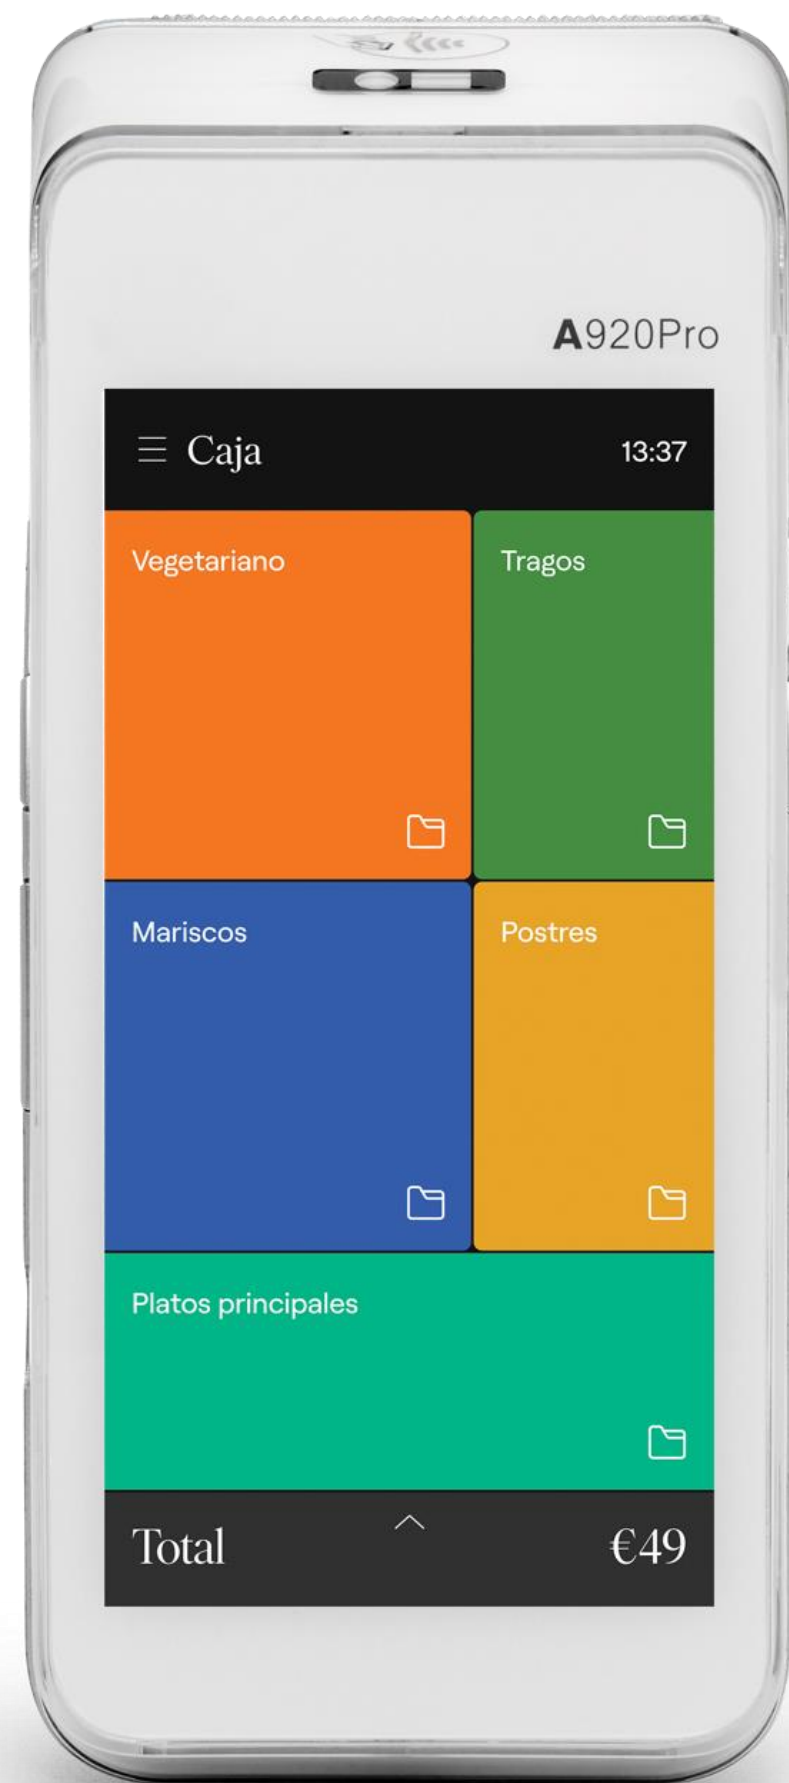 A920Pro
Caja 13:37
Vegetariano Tragos
Mariscos Postres
Platos principales
Total €49